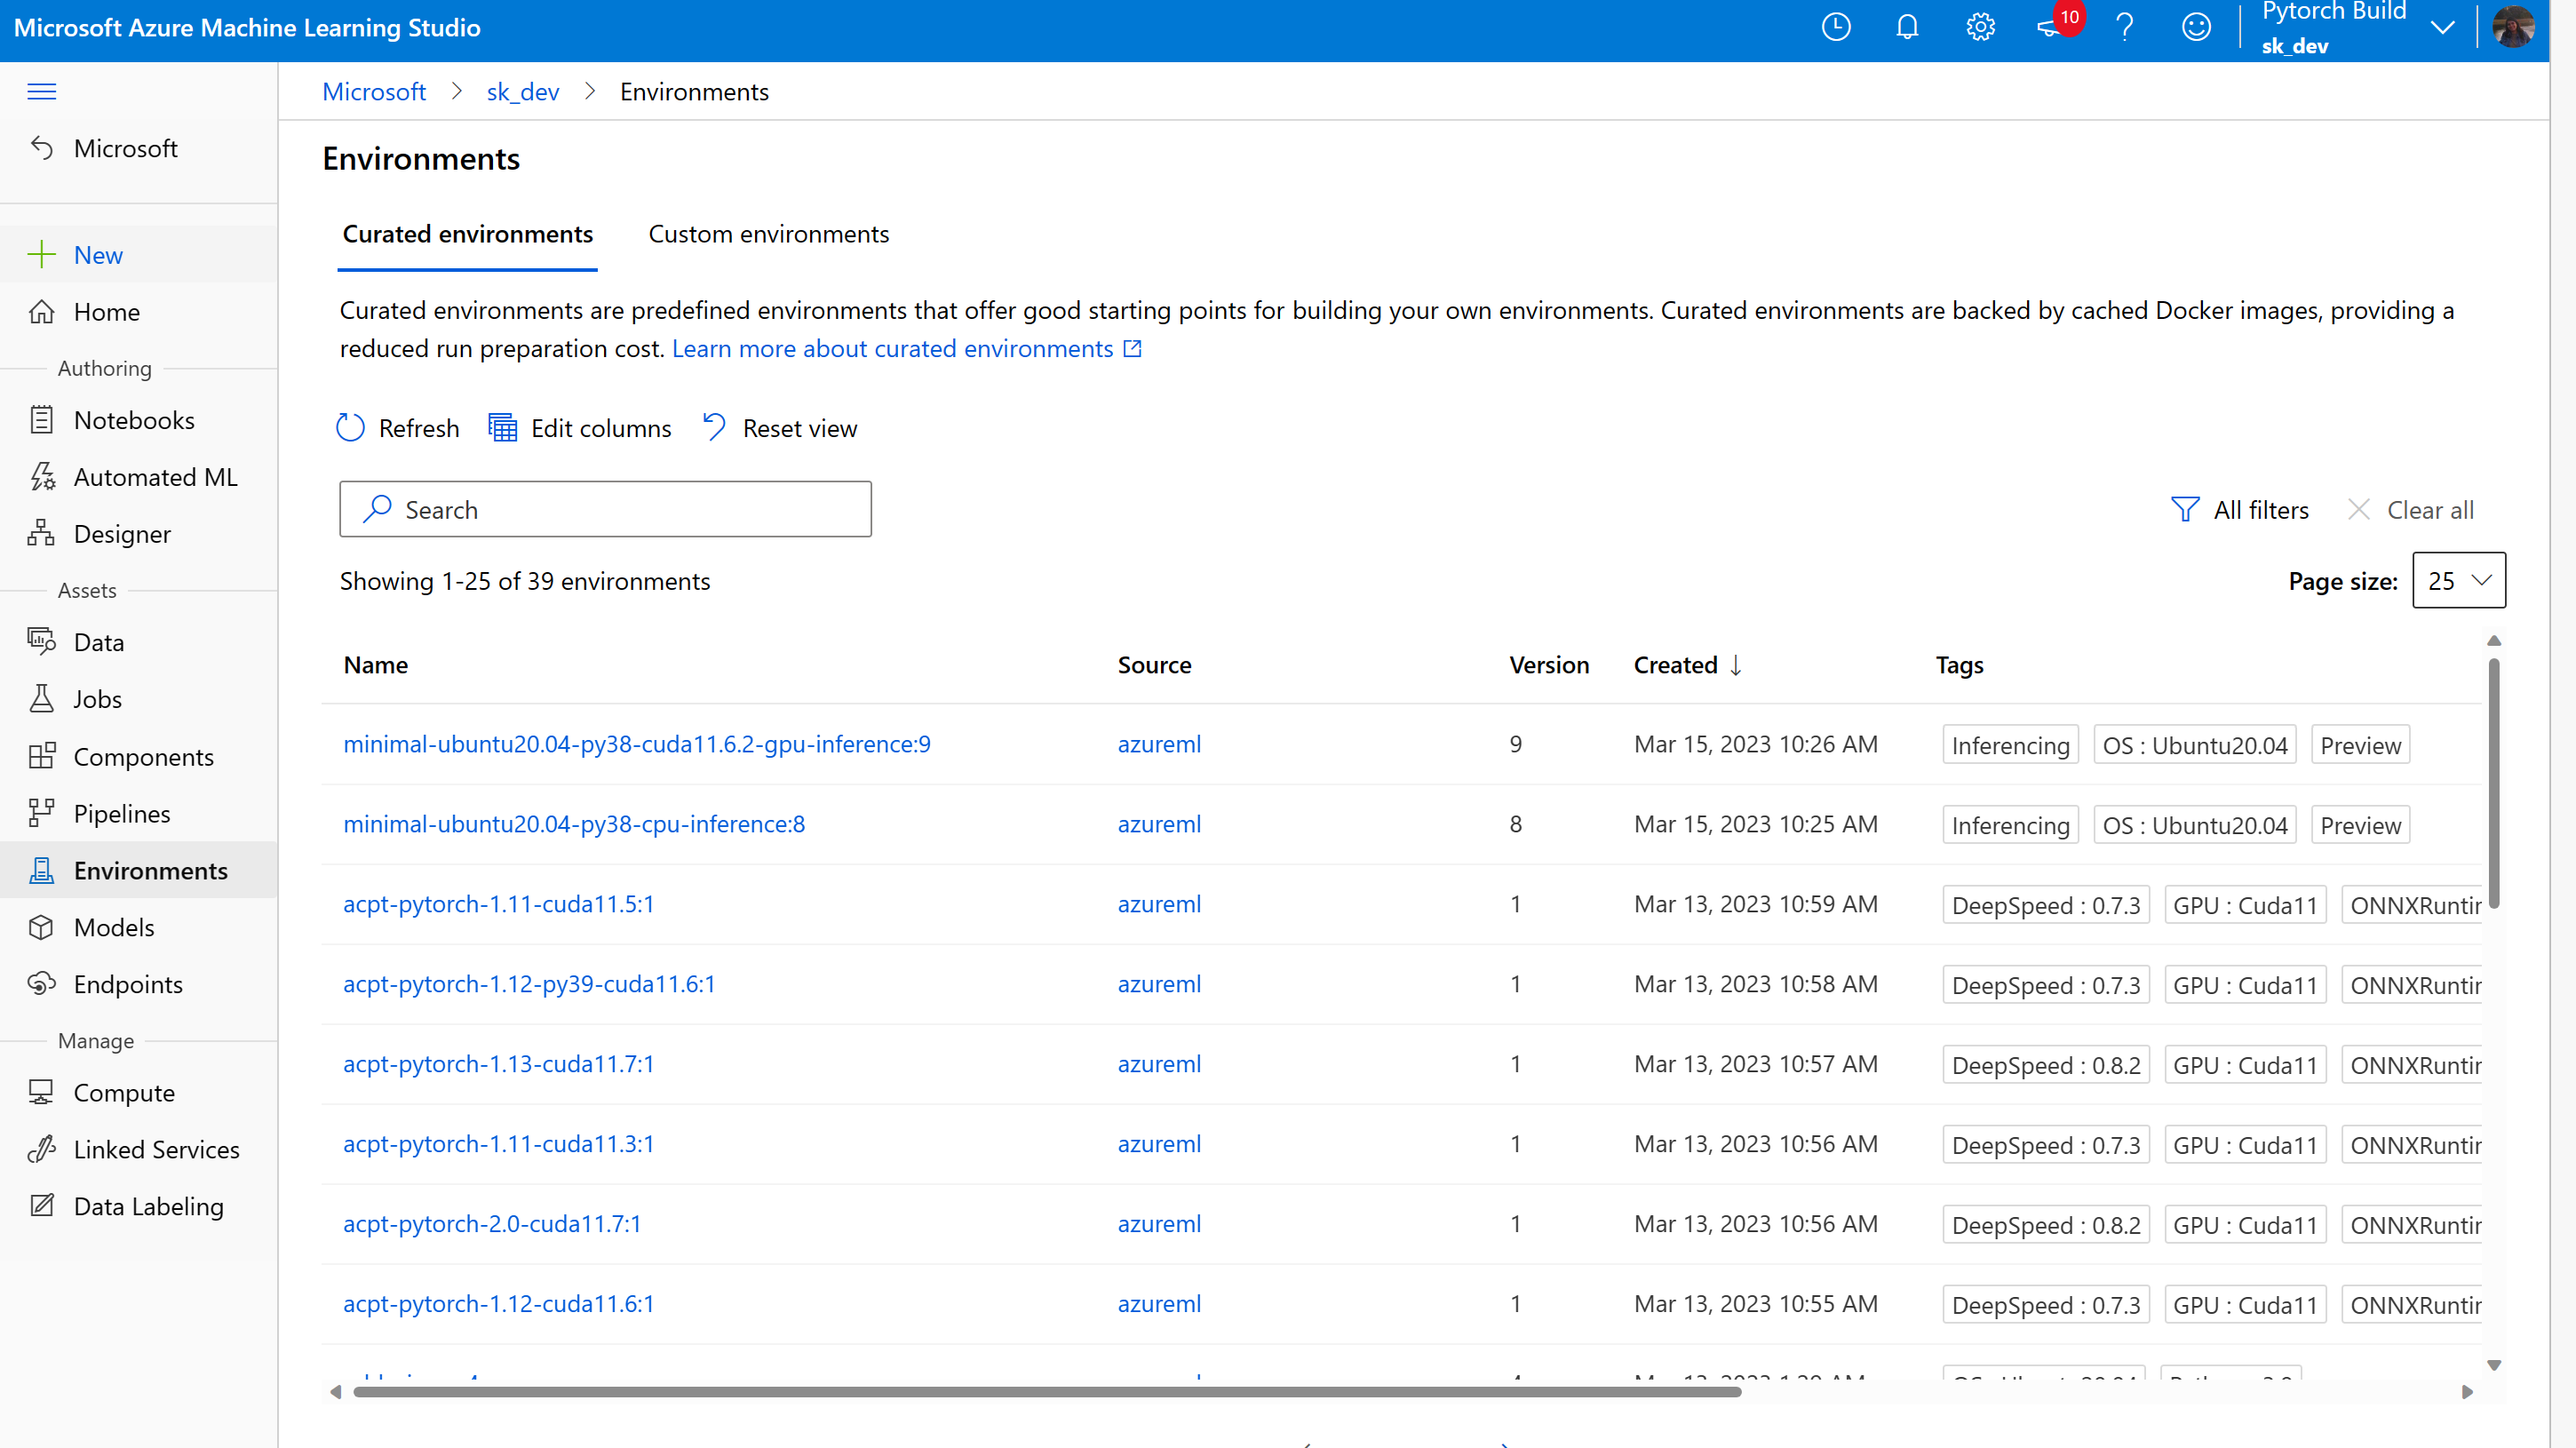 Microsoft Azure Machine Learning Studio
10
Pytorch Build
sk_dev
Microsoft
New
Home
Authoring
Notebooks
Automated ML
Designer
Assets
Data
Jobs
Components
Pipelines
Environments
Models
Endpoints
Manage
Compute
Linked Services
Data Labeling
Microsoft > sk_dev > Environments
Environments
Curated environments Custom environments
Curated environments are predefined environments that offer good starting points for building your own environments. Curated environments are backed by cached Docker images, providing a
reduced run preparation cost. Learn more about curated environments
Refresh Edit columns Reset view
Search
All filters Clear all
Showing 1-25 of 39 environments
Page size: 25
Name Source Version Created ↓ Tags
minimal-ubuntu20.04-py38-cuda11.6.2-gpu-inference:9 azureml 9 Mar 15, 2023 10:26 AM Inferencing OS : Ubuntu20.04 Preview
minimal-ubuntu20.04-py38-cpu-inference:8 azureml 8 Mar 15, 2023 10:25 AM Inferencing OS : Ubuntu20.04 Preview
acpt-pytorch-1.11-cuda11.5:1 azureml 1 Mar 13, 2023 10:59 AM DeepSpeed : 0.7.3 GPU : Cuda11 ONNXRuntir
acpt-pytorch-1.12-py39-cuda11.6:1 azureml 1 Mar 13, 2023 10:58 AM DeepSpeed : 0.7.3 GPU : Cuda11 ONNXRuntir
acpt-pytorch-1.13-cuda11.7:1 azureml 1 Mar 13, 2023 10:57 AM DeepSpeed : 0.8.2 GPU : Cuda11 ONNXRuntir
acpt-pytorch-1.11-cuda11.3:1 azureml 1 Mar 13, 2023 10:56 AM DeepSpeed : 0.7.3 GPU : Cuda11 ONNXRuntir
acpt-pytorch-2.0-cuda11.7:1 azureml 1 Mar 13, 2023 10:56 AM DeepSpeed : 0.8.2 GPU : Cuda11 ONNXRuntir
acpt-pytorch-1.12-cuda11.6:1 azureml 1 Mar 13, 2023 10:55 AM DeepSpeed : 0.7.3 GPU : Cuda11 ONNXRuntir